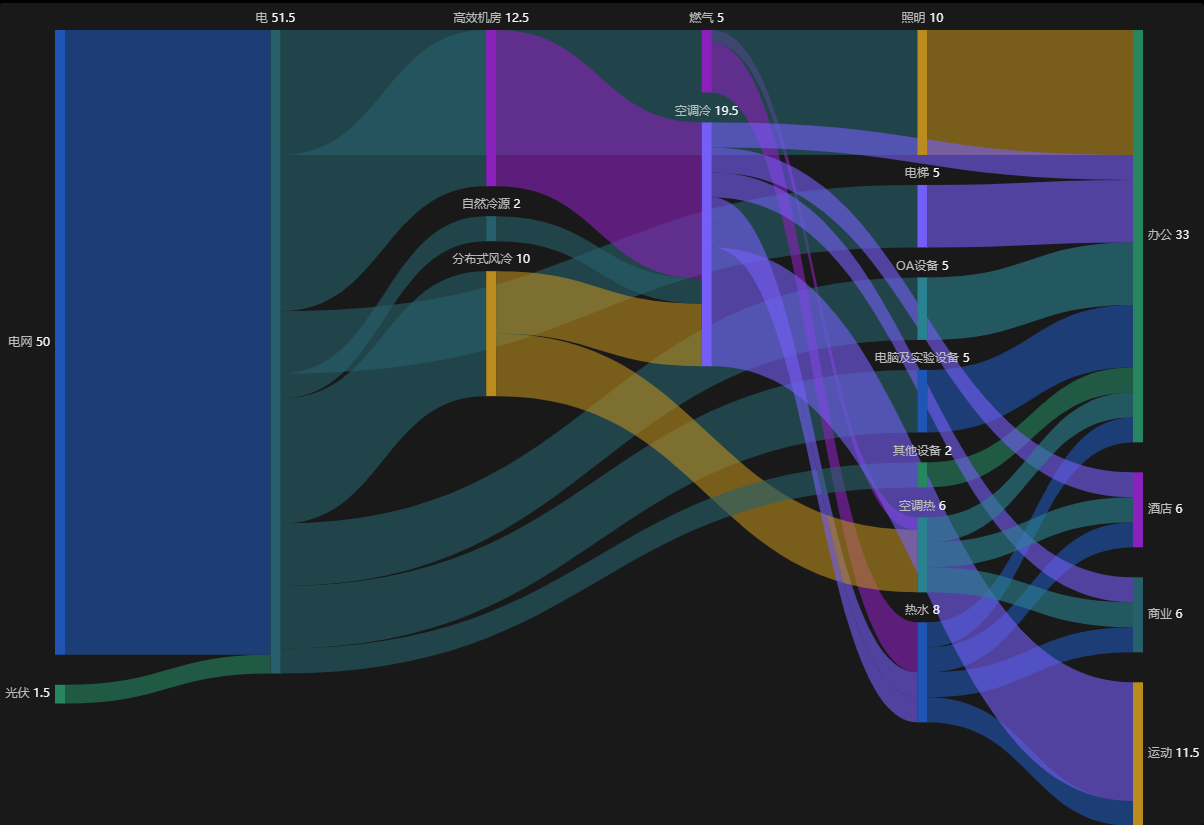 电 51.5
高效机房 12.5
燃气 5
照明 10
空调冷 19.5
电梯 5
自然冷源 2
办公 33
分布式风冷 10
OA设备 5
电网 50
电脑及实验设备 5
其他设备 2
空调热 6
酒店 6
热水 8
商业 6
光伏 1.5
运动 11.5